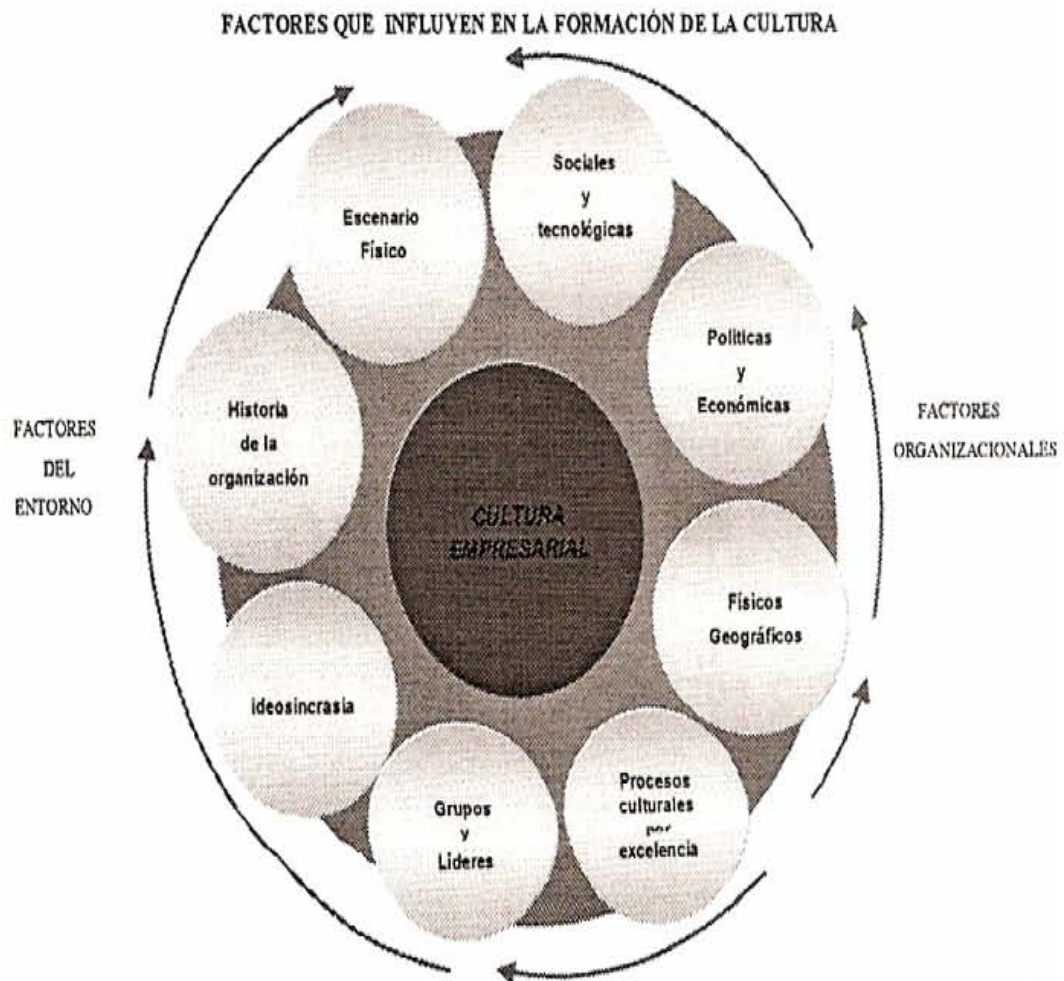 FACTORES QUE INFLUYEN EN LA FORMACIÓN DE LA CULTURA
Sociales
y
tecnológicas
Escenario
Físico
Políticas
y
Económicas
Historia
de la
organización
FACTORES
DEL
ENTORNO
FACTORES
ORGANIZACIONALES
CULTURA
EMPRESARIAL
Físicos
Geográficos
ideosincrasia
Grupos
y
Lideres
Procesos
culturales
por
excelencia